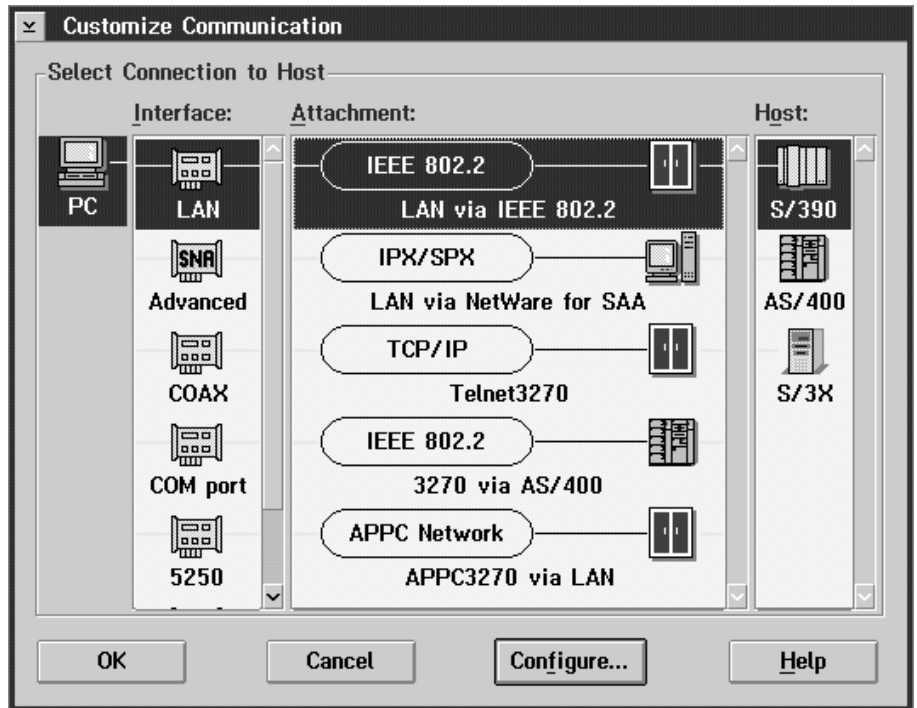 Customize Communication
Select Connection to Host
Interface: Attachment: Host:
PC
LAN
SNA
Advanced
COAX
COM port
5250
IEEE 802.2
LAN via IEEE 802.2
IPX/SPX
LAN via NetWare for SAA
TCP/IP
Telnet3270
IEEE 802.2
3270 via AS/400
APPC Network
APPC3270 via LAN
S/390
AS/400
S/3X
OK Cancel Configure... Help